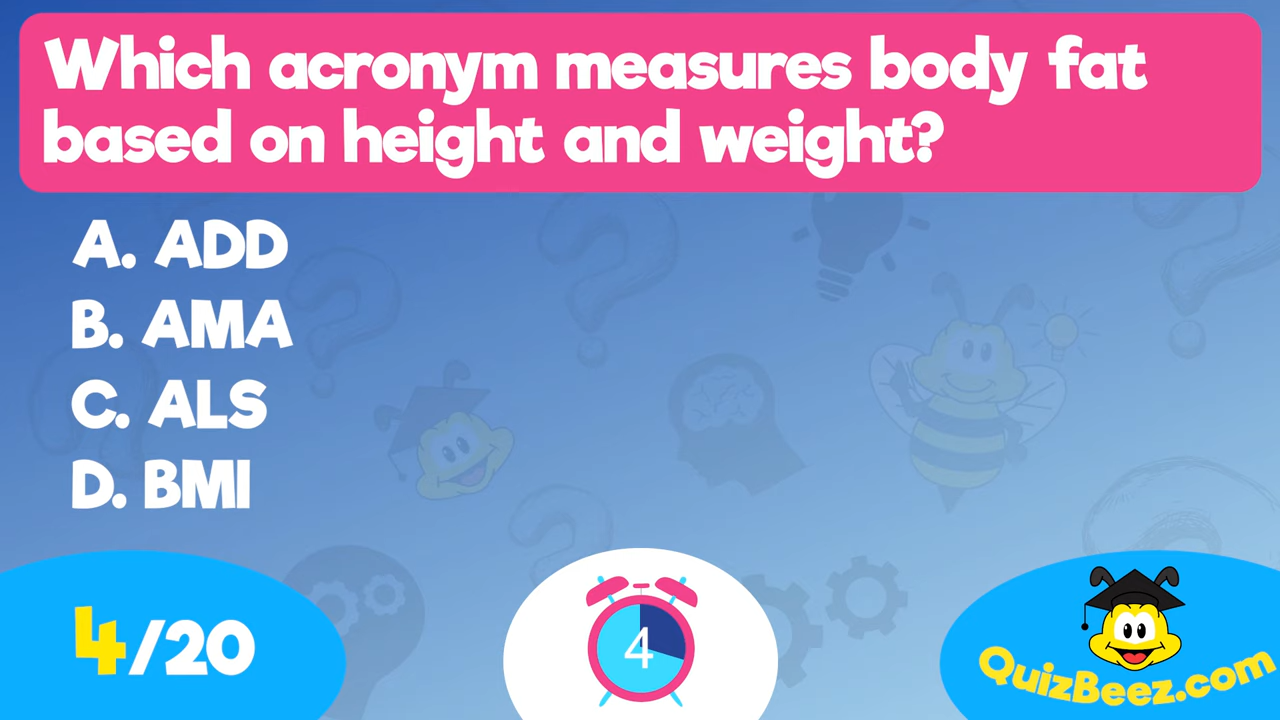 Which acronym measures body fat
based on height and weight?
A. ADD
B. AMA
C. ALS
D. BMI
4/20
4
QuizBeez.com